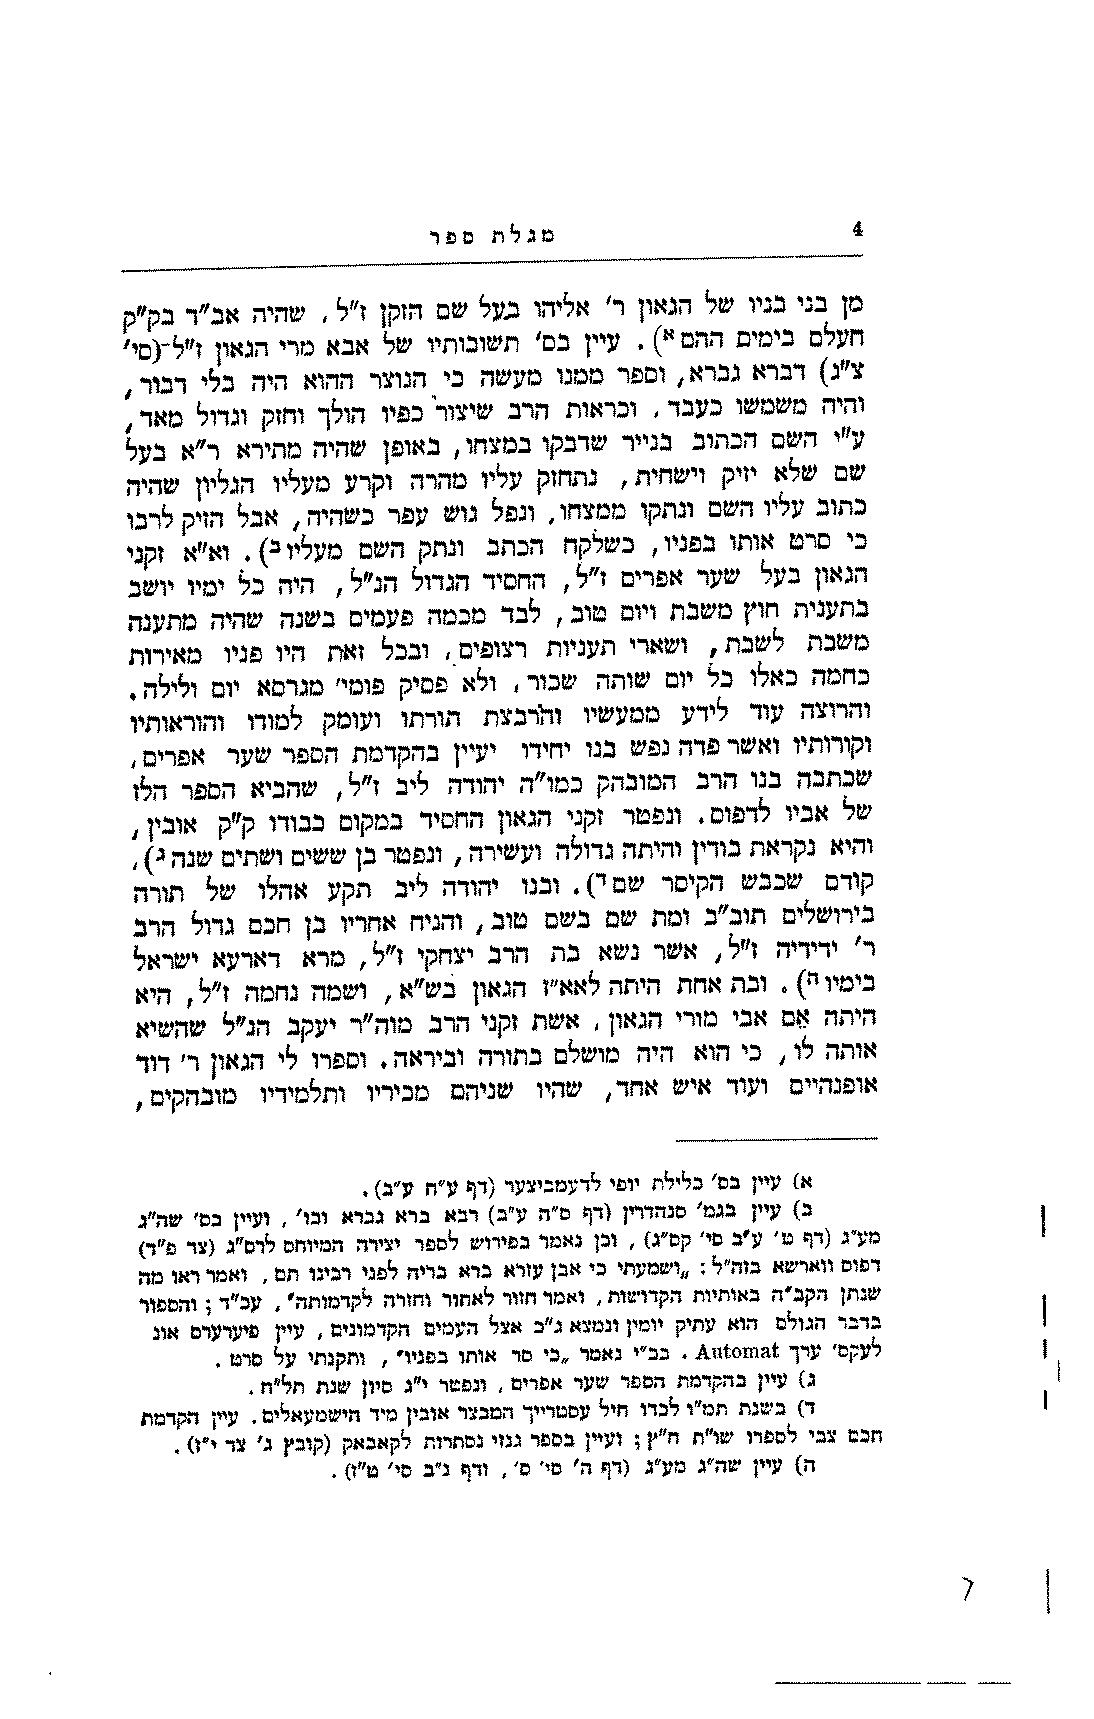 4
מגלת ספר
מן בני בניו של הגאון ר' אליהו בעל שם הזקן ז"ל, שהיה אב"ד בק"ק
חעלם בימים ההם א). עיין בס' תשובותיו של אבא מרי הגאון ז"ל (סי'
צ"ג) דברא גברא, וספר ממנו מעשה כי הנוצר ההוא היה בלי דבור,
והיה משמשו כעבד, וכראות הרב שיצור כפיו הולך וחזק וגדול מאד,
ע"י השם הכתוב בנייר שדבקו במצחו, באופן שהיה מתירא ר"א בעל
שם שלא יזיק וישחית, נתחזק עליו מהרה וקרע מעליו הגליון שהיה
כתוב עליו השם ונתקו ממצחו, ונפל גוש עפר כשהיה, אבל הזיק לרבו
כי סרט אותו בפניו, כשלקח הכתב ונתק השם מעליו ב). וא"א זקני
הגאון בעל שער אפרים ז"ל, החסיד הגדול הנ"ל, היה כל ימיו יושב
בתענית חוץ משבת ויום טוב, לבד מכמה פעמים בשנה שהיה מתענה
משבת לשבת, ושארי תעניות רצופים, ובכל זאת היו פניו מאירות
כחמה כאלו כל יום שותה שכור, ולא פסיק פומי' מגרסא יום ולילה.
והרוצה עוד לידע ממעשיו והרבצת תורתו ועומק למודו והוראותיו
וקורותיו ואשר פדה נפש בנו יחידו יעיין בהקדמת הספר שער אפרים,
שכתבה בנו הרב המובהק כמו"ה יהודה ליב ז"ל, שהביא הספר הלז
של אביו לדפוס. ונפטר זקני הגאון החסיד במקום כבודו ק"ק אובין,
והיא נקראת בודין והיתה גדולה ועשירה, ונפטר בן ששים ושתים שנה ג),
קודם שכבש הקיסר שם ד). ובנו יהודה ליב תקע אהלו של תורה
בירושלים תוב"ב ומת שם בשם טוב, והניח אחריו בן חכם גדול הרב
ר' ידידיה ז"ל, אשר נשא בת הרב יצחקי ז"ל, מרא דארעא ישראל
בימיו ה). ובת אחת היתה לאא"ז הגאון בש"א, ושמה נחמה ז"ל, היא
היתה אם אבי מורי הגאון, אשת זקני הרב מוה"ר יעקב הנ"ל שהשיא
אותה לו, כי הוא היה מושלם בתורה וביראה. וספרו לי הגאון ר' דוד
אופנהיים ועוד איש אחד, שהיו שניהם מכיריו ותלמידיו מובהקים,
א) עיין בס' כלילת יופי לדעמביצער (דף ע"ח ע"ב).
ב) עיין בגמ' סנהדרין (דף ס"ה ע"ב) רבא ברא גברא וכו', ועיין בס' שה"ג
מע"ג (דף ט' ע"ב סי' קס"ג), וכן נאמר בפירוש לספר יצירה המיוחס לרס"ג (צד פ"ד)
דפוס ווארשא בזה"ל: „ושמעתי כי אבן עזרא ברא בריה לפני רבינו תם, ואמר ראו מה
שנתן הקב"ה באותיות הקדושות, ואמר חזור לאחור וחזרה לקדמותה", עכ"ד; והספור
בדבר הגולם הוא עתיק יומין ונמצא ג"כ אצל העמים הקדמונים, עיין פיערערס אונ
לעקס' ערך Automat. בכ"י נאמר „כי סר אותו בפניו", ותקנתי על סרט.
ג) עיין בהקדמת הספר שער אפרים, ונפטר י"ג סיון שנת תל"ח.
ד) בשנת תמ"ו לכדו חיל עסטרייך המבצר אובין מיד הישמעאלים. עיין הקדמת
חכם צבי לספרו שו"ת ח"ץ; ועיין בספר גנזי נסתרות לקאבאק (קובץ ג' צד י"ז).
ה) עיין שה"ג מע"ג (דף ה' סי' ס', ודף נ"ב סי' ט"ז).